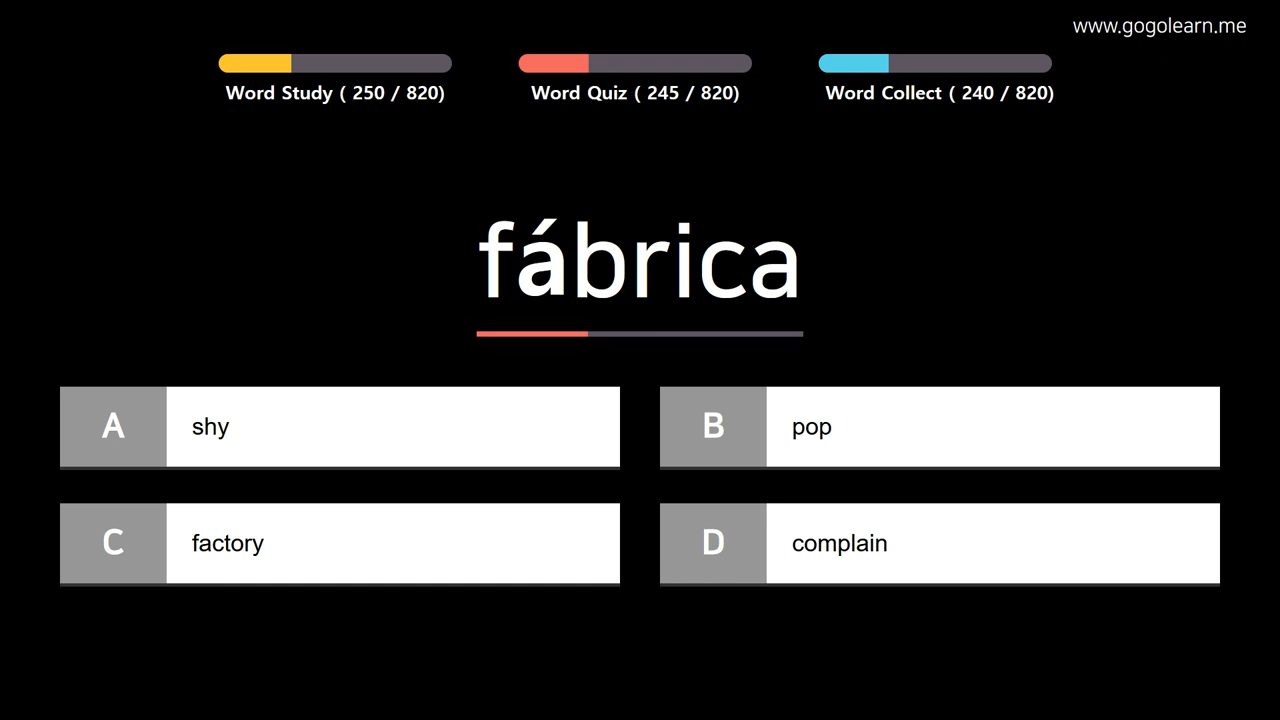 www.gogolearn.me
Word Study ( 250 / 820)
Word Quiz ( 245 / 820)
Word Collect ( 240 / 820)
fábrica
A shy
B pop
C factory
D complain